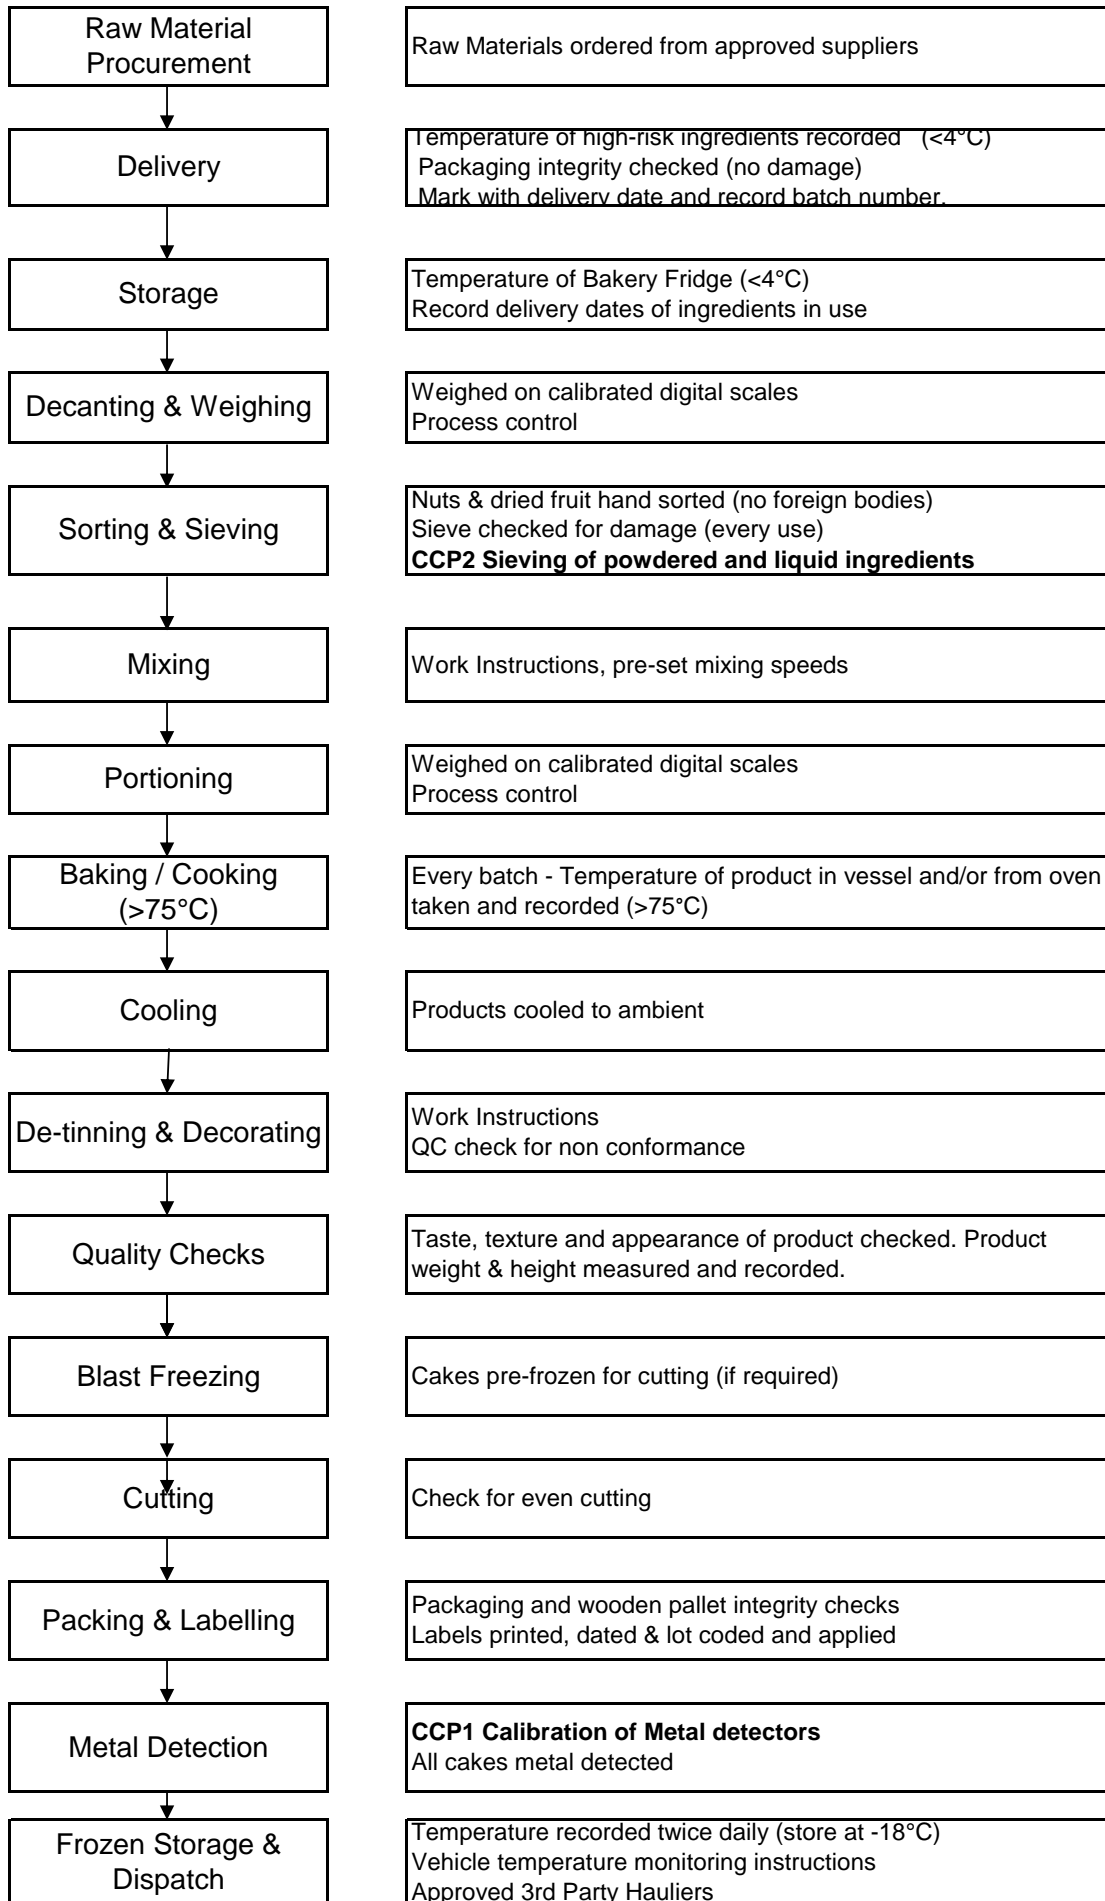 Raw Material
Procurement
Raw Materials ordered from approved suppliers
Delivery
Temperature of high-risk ingredients recorded (<4°C)
Packaging integrity checked (no damage)
Mark with delivery date and record batch number.
Storage
Temperature of Bakery Fridge (<4°C)
Record delivery dates of ingredients in use
Decanting & Weighing
Weighed on calibrated digital scales
Process control
Sorting & Sieving
Nuts & dried fruit hand sorted (no foreign bodies)
Sieve checked for damage (every use)
CCP2 Sieving of powdered and liquid ingredients
Mixing
Work Instructions, pre-set mixing speeds
Portioning
Weighed on calibrated digital scales
Process control
Baking / Cooking
(>75°C)
Every batch - Temperature of product in vessel and/or from oven
taken and recorded (>75°C)
Cooling
Products cooled to ambient
De-tinning & Decorating
Work Instructions
QC check for non conformance
Quality Checks
Taste, texture and appearance of product checked. Product
weight & height measured and recorded.
Blast Freezing
Cakes pre-frozen for cutting (if required)
Cutting
Check for even cutting
Packing & Labelling
Packaging and wooden pallet integrity checks
Labels printed, dated & lot coded and applied
Metal Detection
CCP1 Calibration of Metal detectors
All cakes metal detected
Frozen Storage &
Dispatch
Temperature recorded twice daily (store at -18°C)
Vehicle temperature monitoring instructions
Approved 3rd Party Hauliers